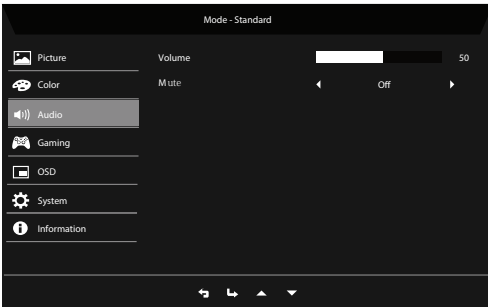 Mode - Standard
Picture
Volume 50
Color
Mute Off
Audio
Gaming
OSD
System
Information